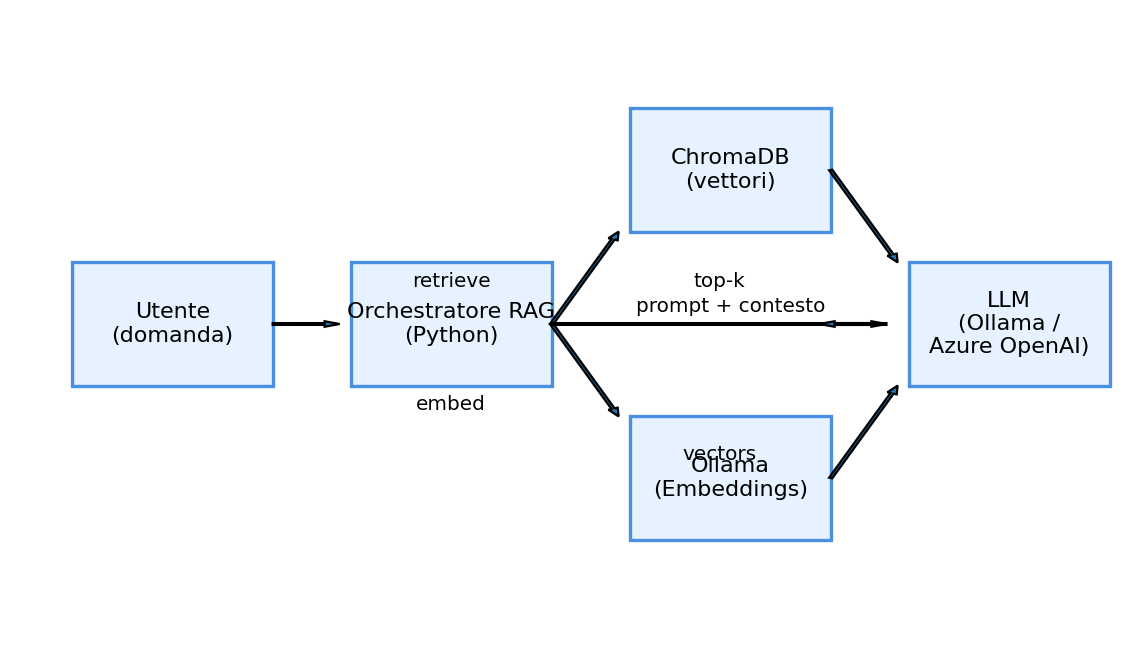 Utente
(domanda)
retrieve
Orchestratore RAG
(Python)
embed
ChromaDB
(vettori)
top-k
prompt + contesto
vectors
Ollama
(Embeddings)
LLM
(Ollama /
Azure OpenAI)